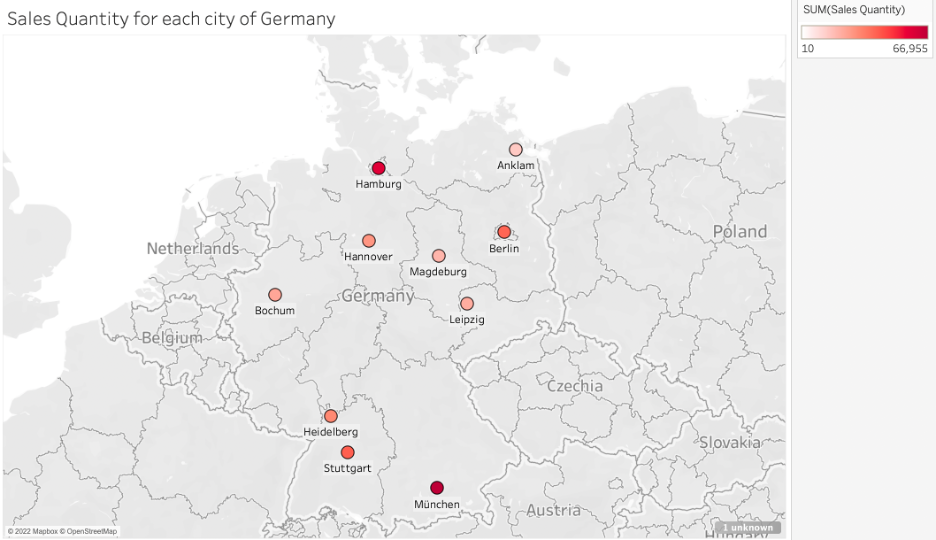 Sales Quantity for each city of Germany
SUM(Sales Quantity)
10 66,955
Anklam
Hamburg
Netherlands
Poland
Hannover
Berlin
Magdeburg
Germany
Bochum
Leipzig
Belgium
Czechia
Heidelberg
Slovakia
Stuttgart
München
Austria
© 2022 Mapbox © OpenStreetMap
1 unknown
Hungary